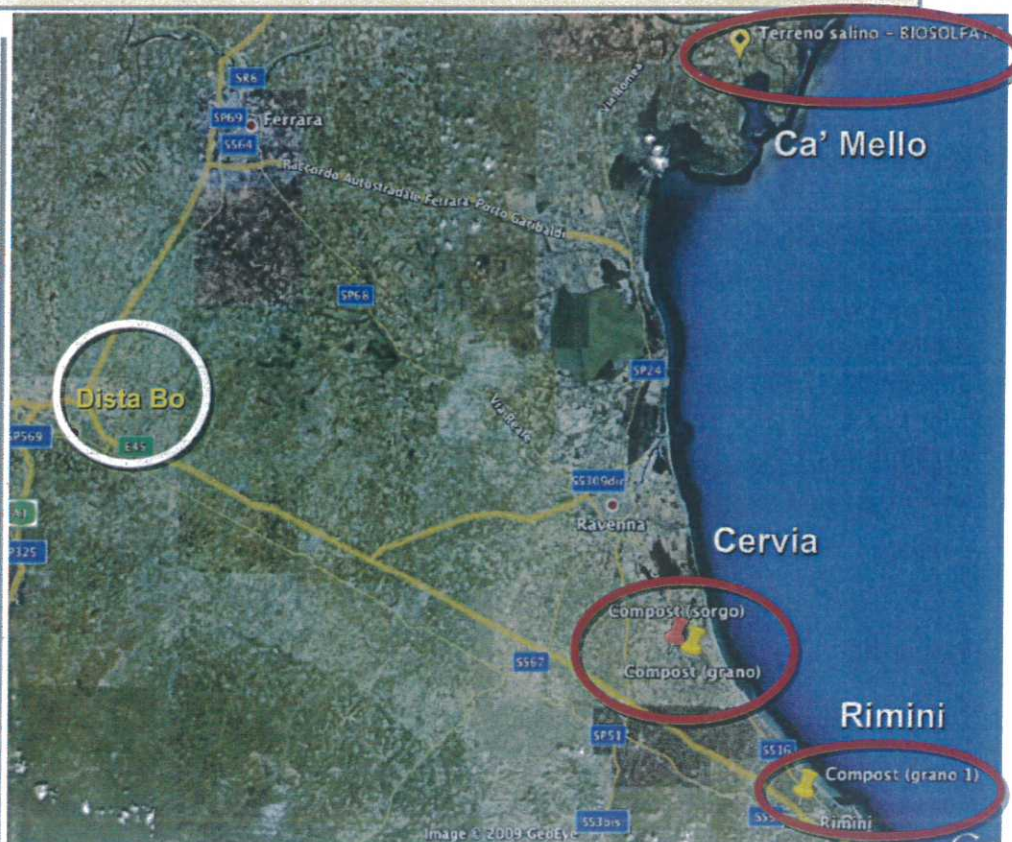 Terreno salino - BIOSOLFA
Ca' Mello
Via Romea
SR6
SP69
Ferrara
SS64
Raccordo Autostradale Ferrara-Porto Garibaldi
SP68
Dista Bo
SP24
SP569
E45
Via Reale
SS309dir
Ravenna
A1
SP325
Cervia
Compost (sorgo)
Compost (grano)
SS67
Rimini
SP51
SS16
Compost (grano 1)
Rimini
SS3bis
Image © 2009 GeoEye